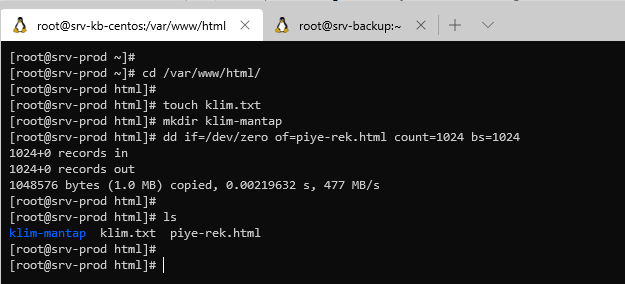 root@srv-kb-centos:/var/www/html root@srv-backup:~
[root@srv-prod ~]#
[root@srv-prod ~]# cd /var/www/html/
[root@srv-prod html]#
[root@srv-prod html]# touch klim.txt
[root@srv-prod html]# mkdir klim-mantap
[root@srv-prod html]# dd if=/dev/zero of=piye-rek.html count=1024 bs=1024
1024+0 records in
1024+0 records out
1048576 bytes (1.0 MB) copied, 0.00219632 s, 477 MB/s
[root@srv-prod html]#
[root@srv-prod html]# ls
klim-mantap  klim.txt  piye-rek.html
[root@srv-prod html]#
[root@srv-prod html]#